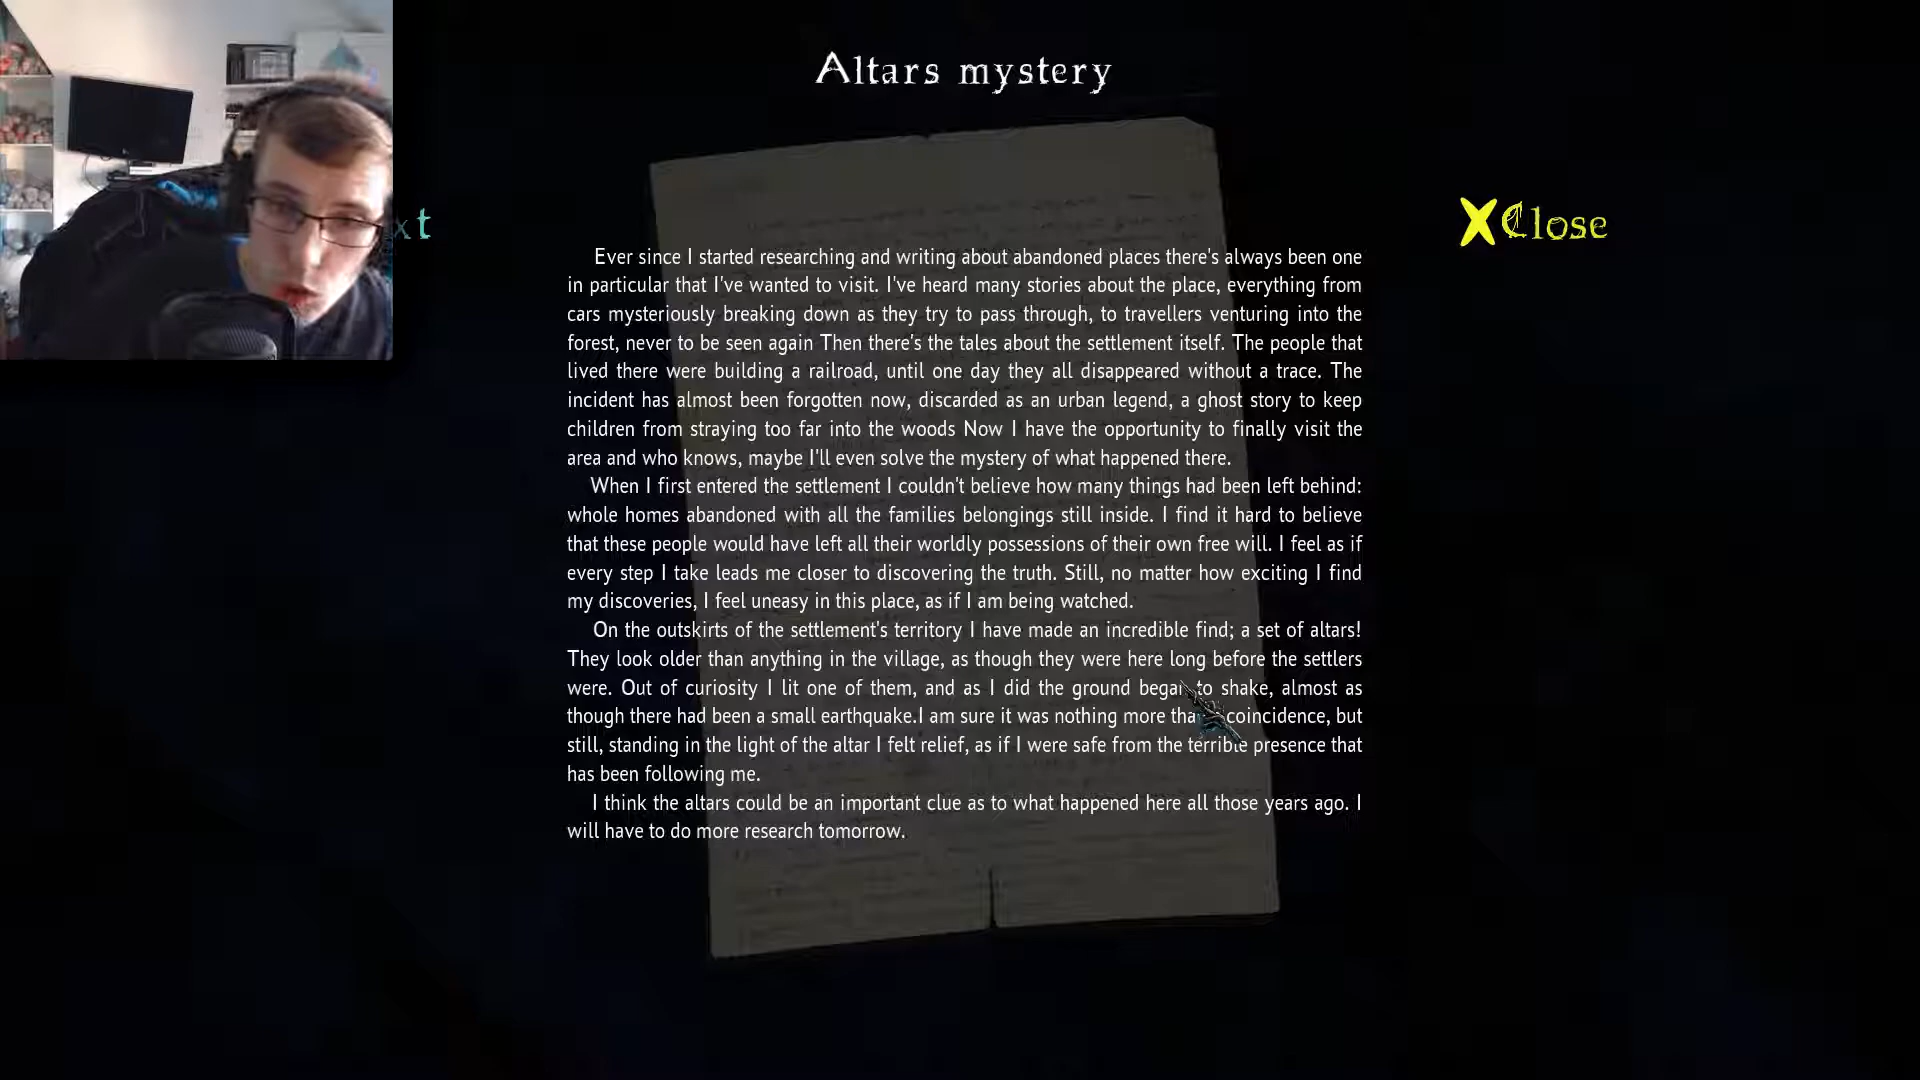 Altars mystery
xt
Close
Ever since I started researching and writing about abandoned places there's always been one
in particular that I've wanted to visit. I've heard many stories about the place, everything from
cars mysteriously breaking down as they try to pass through, to travellers venturing into the
forest, never to be seen again Then there's the tales about the settlement itself. The people that
lived there were building a railroad, until one day they all disappeared without a trace. The
incident has almost been forgotten now, discarded as an urban legend, a ghost story to keep
children from straying too far into the woods Now I have the opportunity to finally visit the
area and who knows, maybe I'll even solve the mystery of what happened there.
When I first entered the settlement I couldn't believe how many things had been left behind:
whole homes abandoned with all the families belongings still inside. I find it hard to believe
that these people would have left all their worldly possessions of their own free will. I feel as if
every step I take leads me closer to discovering the truth. Still, no matter how exciting I find
my discoveries, I feel uneasy in this place, as if I am being watched.
On the outskirts of the settlement's territory I have made an incredible find; a set of altars!
They look older than anything in the village, as though they were here long before the settlers
were. Out of curiosity I lit one of them, and as I did the ground began to shake, almost as
though there had been a small earthquake.I am sure it was nothing more than coincidence, but
still, standing in the light of the altar I felt relief, as if I were safe from the terrible presence that
has been following me.
I think the altars could be an important clue as to what happened here all those years ago. I
will have to do more research tomorrow.